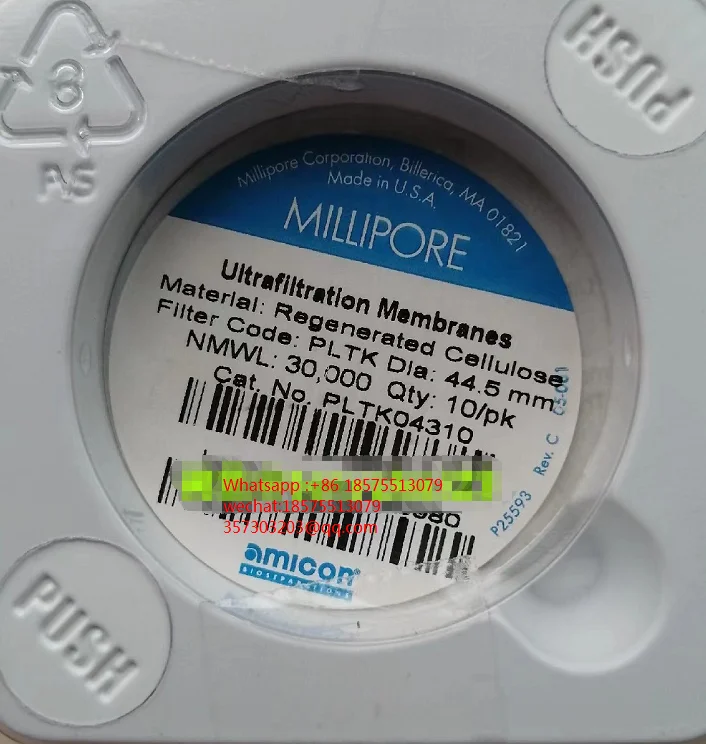 3
PUSH
Millipore Corporation, Billerica, MA 01821
Made in U.S.A.
MILLIPORE
Ultrafiltration Membranes
Material: Regenerated Cellulose
Filter Code: PLTK Dia: 44.5 mm
NMWL: 30,000 Qty: 10/pk
Cat. No. PLTK04310
Whatsapp :+86 18575513079
wechat:18575513079
357303203@qq.com
P25593 Rev. C
amicon®
BIOSEPARATIONS
PUSH